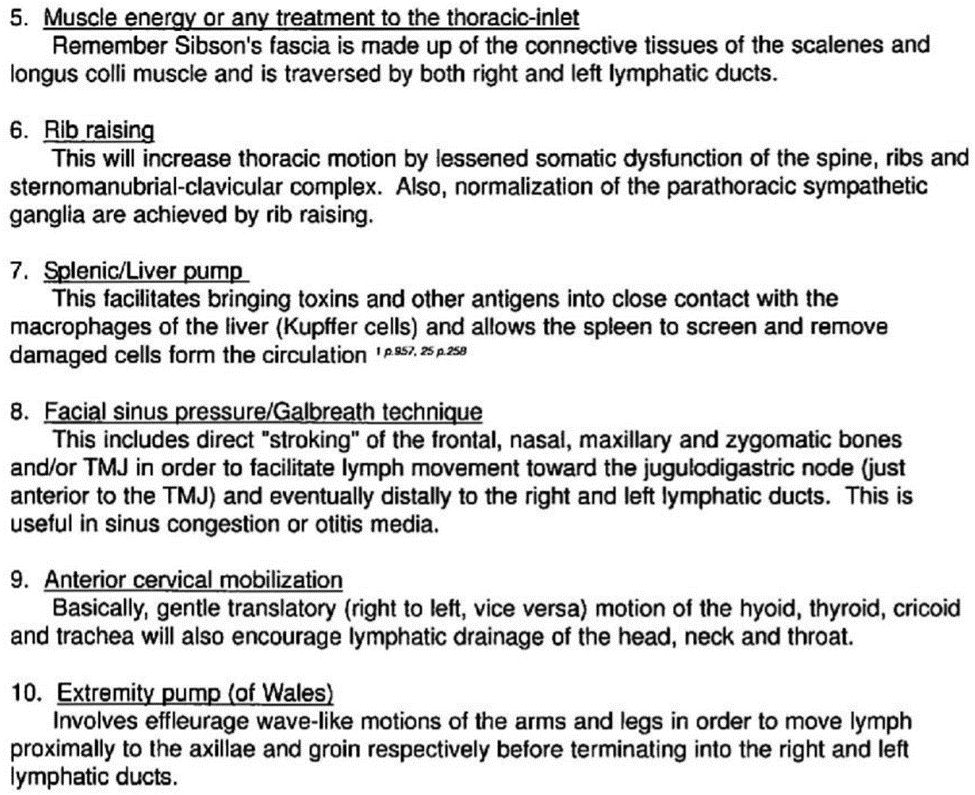 5. Muscle energy or any treatment to the thoracic-inlet
Remember Sibson's fascia is made up of the connective tissues of the scalenes and
longus colli muscle and is traversed by both right and left lymphatic ducts.
6. Rib raising
This will increase thoracic motion by lessened somatic dysfunction of the spine, ribs and
sternomanubrial-clavicular complex. Also, normalization of the parathoracic sympathetic
ganglia are achieved by rib raising.
7. Splenic/Liver pump
This facilitates bringing toxins and other antigens into close contact with the
macrophages of the liver (Kupffer cells) and allows the spleen to screen and remove
damaged cells form the circulation 1 p.957, 25 p.258
8. Facial sinus pressure/Galbreath technique
This includes direct "stroking" of the frontal, nasal, maxillary and zygomatic bones
and/or TMJ in order to facilitate lymph movement toward the jugulodigastric node (just
anterior to the TMJ) and eventually distally to the right and left lymphatic ducts. This is
useful in sinus congestion or otitis media.
9. Anterior cervical mobilization
Basically, gentle translatory (right to left, vice versa) motion of the hyoid, thyroid, cricoid
and trachea will also encourage lymphatic drainage of the head, neck and throat.
10. Extremity pump (of Wales)
Involves effleurage wave-like motions of the arms and legs in order to move lymph
proximally to the axillae and groin respectively before terminating into the right and left
lymphatic ducts.